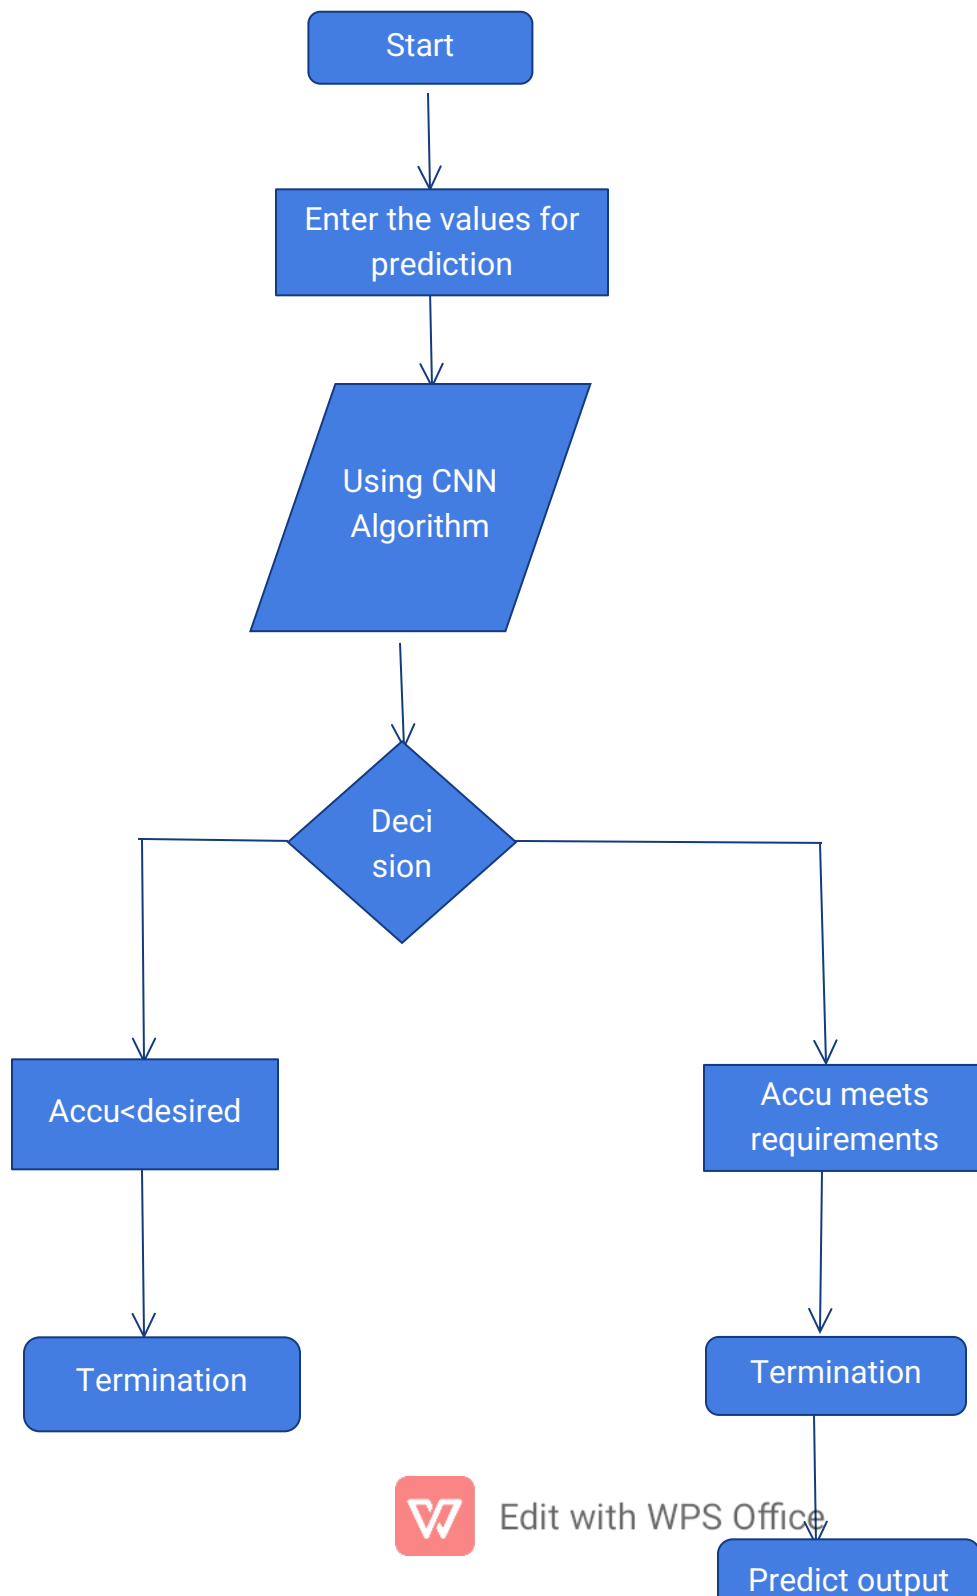 Start
Enter the values for
prediction
Using CNN
Algorithm
Deci
sion
Accu<desired
Accu meets
requirements
Termination
Termination
Edit with WPS Office
Predict output